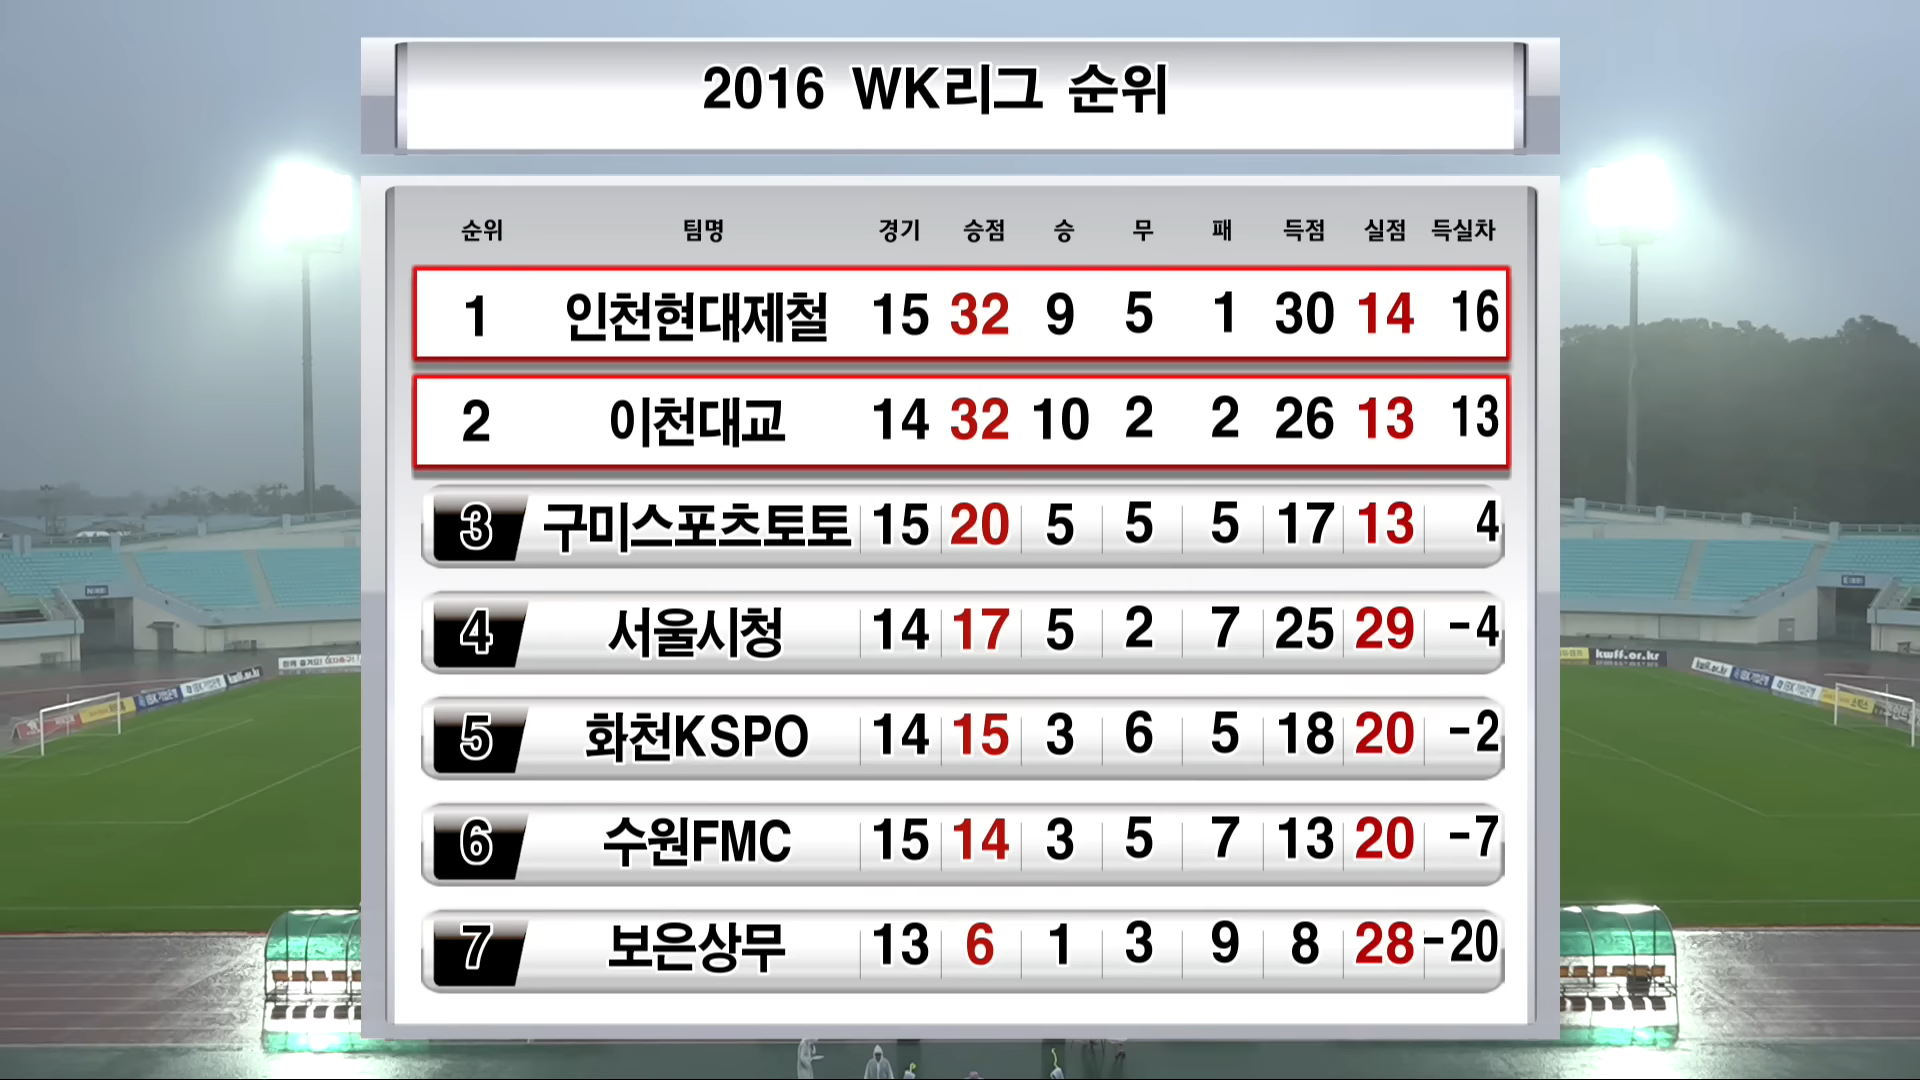 2016 WK리그 순위
순위 팀명 경기 승점 승 무 패 득점 실점 득실차
1 인천현대제철 15 32 9 5 1 30 14 16
2 이천대교 14 32 10 2 2 26 13 13
3 구미스포츠토토 15 20 5 5 5 17 13 4
4 서울시청 14 17 5 2 7 25 29 -4
5 화천KSPO 14 15 3 6 5 18 20 -2
6 수원FMC 15 14 3 5 7 13 20 -7
7 보은상무 13 6 1 3 9 8 28 -20
kwff.or.kr